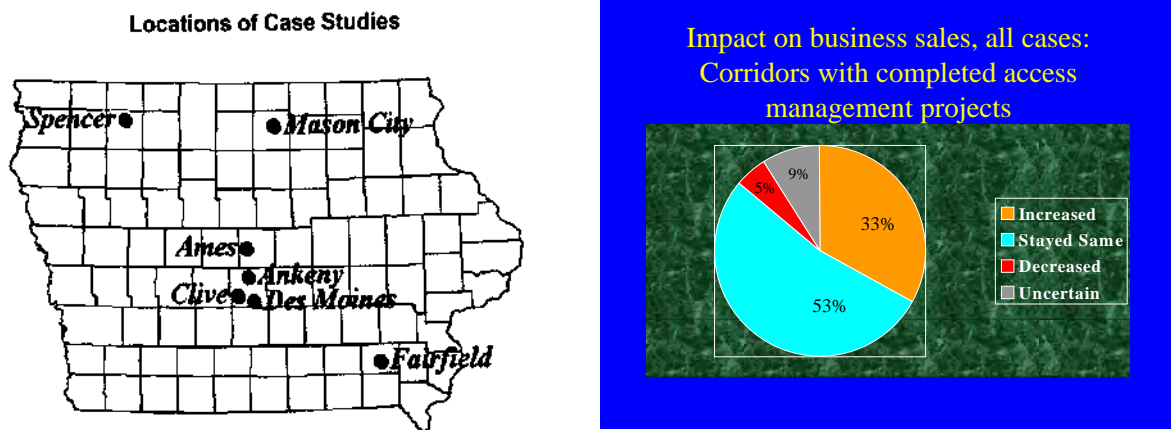 Locations of Case Studies
Spencer
Mason City
Ames
Ankeny
Clive
Des Moines
Fairfield
Impact on business sales, all cases:
Corridors with completed access
management projects
9%
5%
33%
53%
Increased
Stayed Same
Decreased
Uncertain